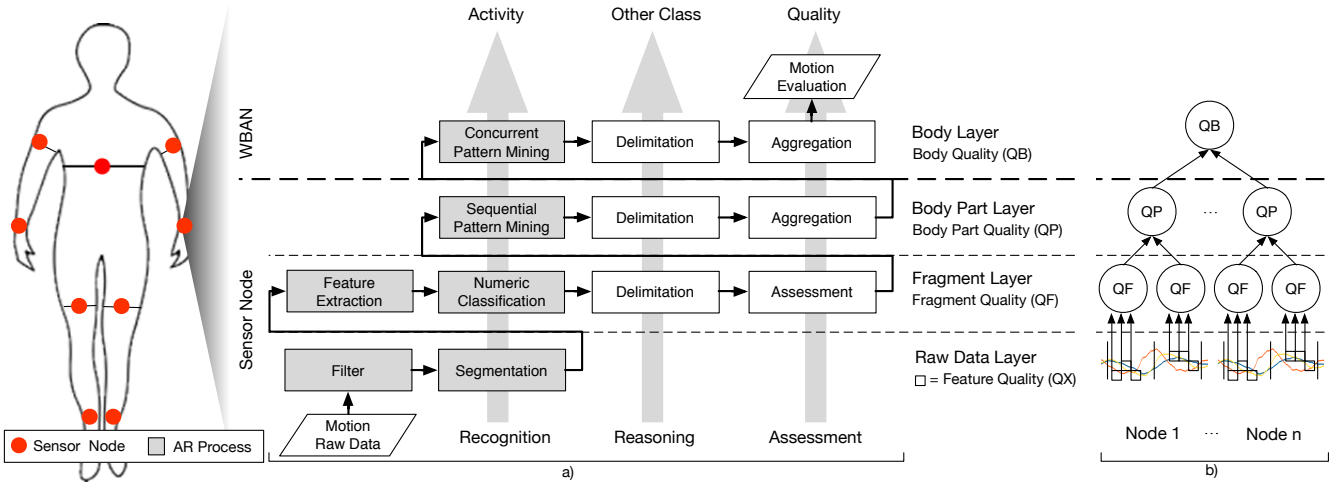 Activity
Other Class
Quality
Motion
Evaluation
WBAN
Concurrent
Pattern Mining
Delimitation
Aggregation
Body Layer
Body Quality (QB)
QB
Sequential
Pattern Mining
Delimitation
Aggregation
Body Part Layer
Body Part Quality (QP)
QP
...
QP
Sensor Node
Feature
Extraction
Numeric
Classification
Delimitation
Assessment
Fragment Layer
Fragment Quality (QF)
QF
QF
QF
QF
Filter
Segmentation
Raw Data Layer
= Feature Quality (QX)
Motion
Raw Data
Recognition
Reasoning
Assessment
Node 1
...
Node n
Sensor Node
AR Process
a)
b)